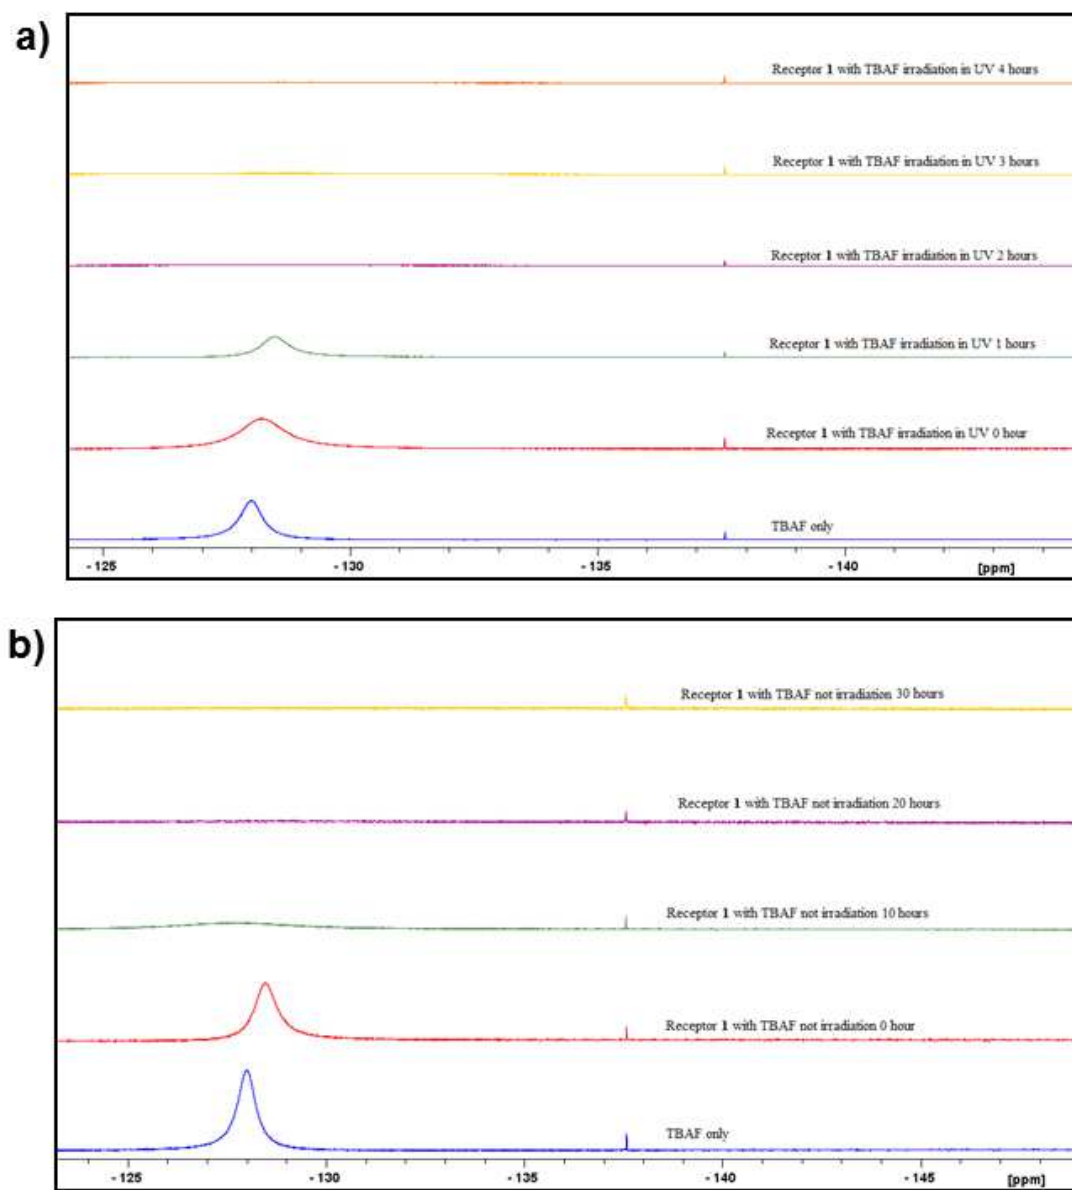 a)
Receptor 1 with TBAF irradiation in UV 4 hours
Receptor 1 with TBAF irradiation in UV 3 hours
Receptor 1 with TBAF irradiation in UV 2 hours
Receptor 1 with TBAF irradiation in UV 1 hours
Receptor 1 with TBAF irradiation in UV 0 hour
TBAF only
-125 -130 -135 -140 [ppm]
b)
Receptor 1 with TBAF not irradiation 30 hours
Receptor 1 with TBAF not irradiation 20 hours
Receptor 1 with TBAF not irradiation 10 hours
Receptor 1 with TBAF not irradiation 0 hour
TBAF only
-125 -130 -135 -140 -145 [ppm]